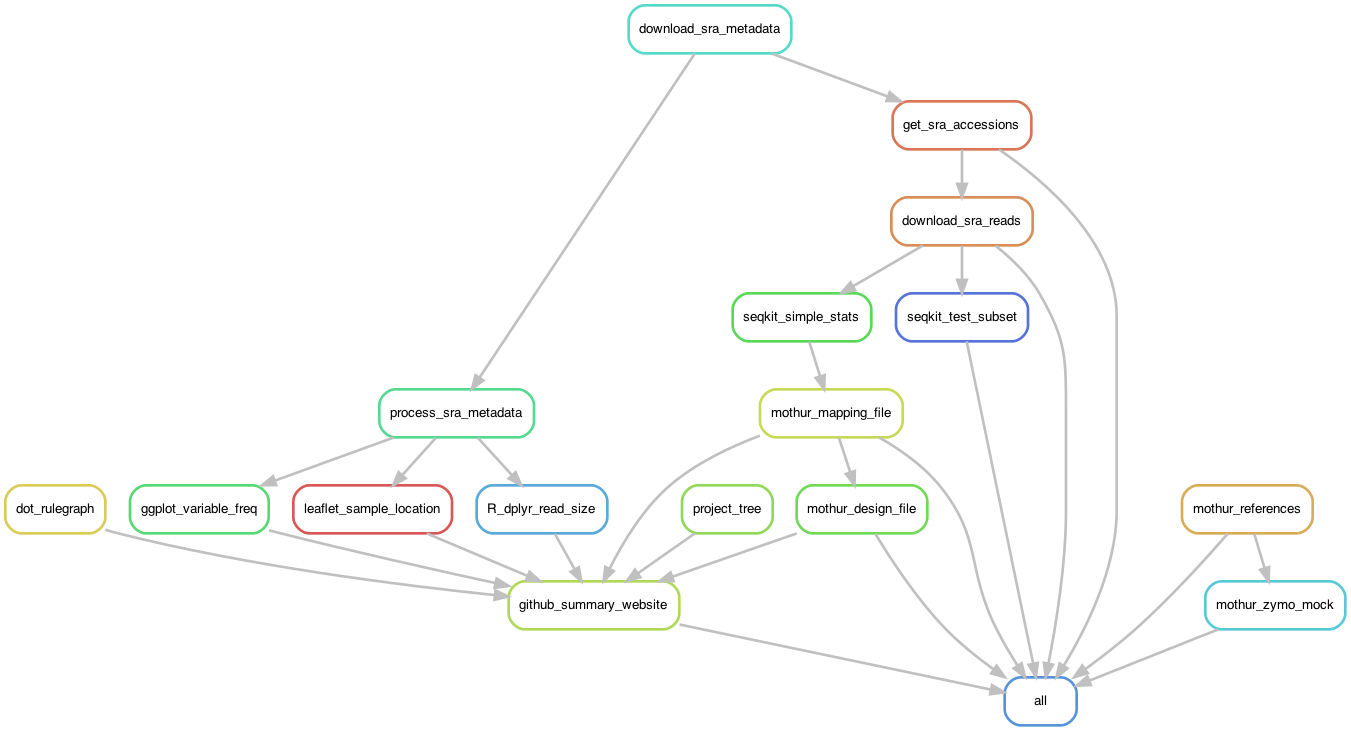 download_sra_metadata
get_sra_accessions
download_sra_reads
seqkit_simple_stats
seqkit_test_subset
process_sra_metadata
mothur_mapping_file
dot_rulegraph
ggplot_variable_freq
leaflet_sample_location
R_dplyr_read_size
project_tree
mothur_design_file
mothur_references
github_summary_website
mothur_zymo_mock
all